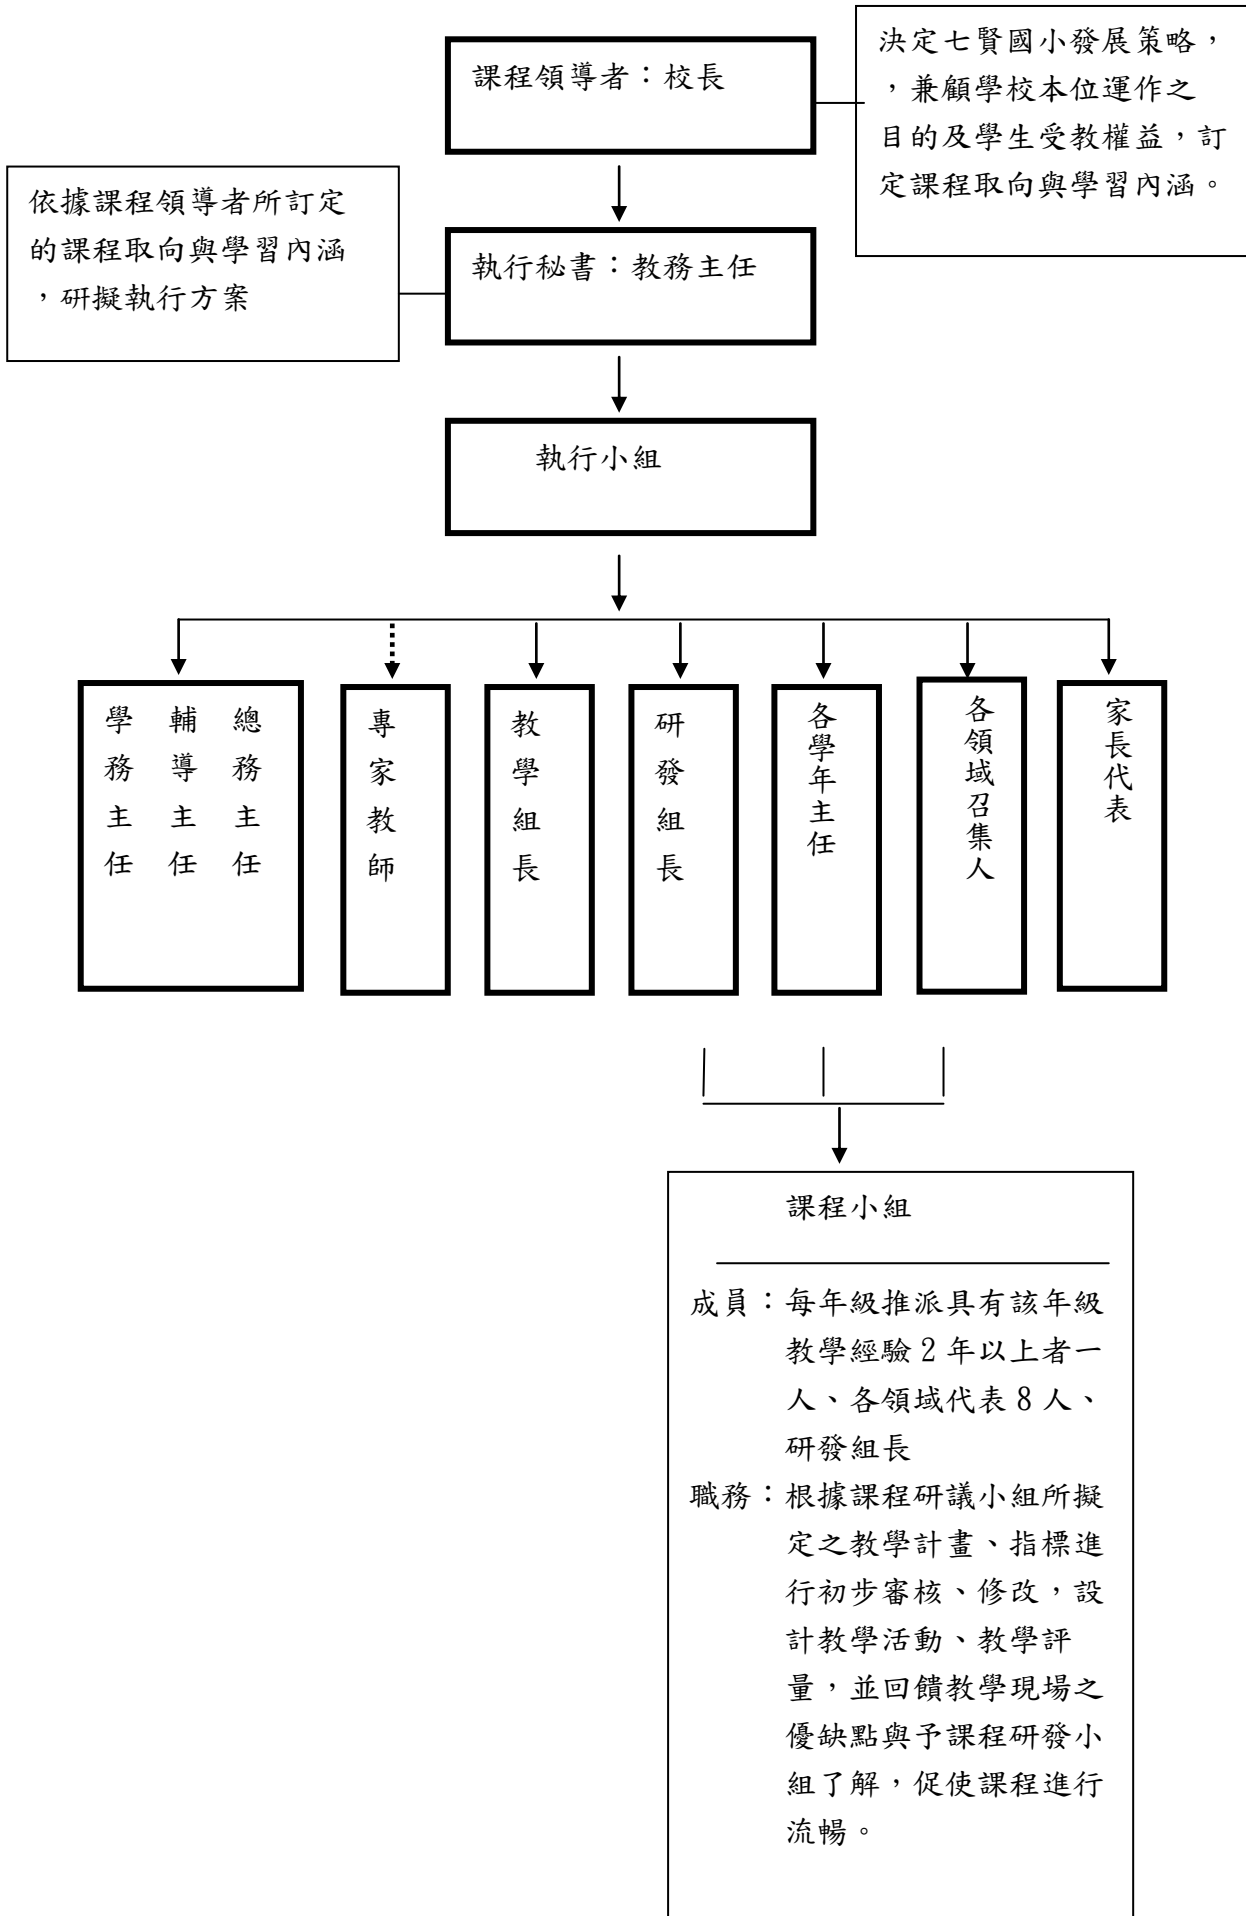 課程領導者：校長
決定七賢國小發展策略，
，兼顧學校本位運作之
目的及學生受教權益，訂
定課程取向與學習內涵。
依據課程領導者所訂定
的課程取向與學習內涵
，研擬執行方案
執行秘書：教務主任
執行小組
學務主任
輔導主任
總務主任
專家教師
教學組長
研發組長
各學年主任
各領域召集人
家長代表
課程小組
成員：每年級推派具有該年級
教學經驗2年以上者一
人、各領域代表8人、
研發組長
職務：根據課程研議小組所擬
定之教學計畫、指標進
行初步審核、修改，設
計教學活動、教學評
量，並回饋教學現場之
優缺點與予課程研發小
組了解，促使課程進行
流暢。